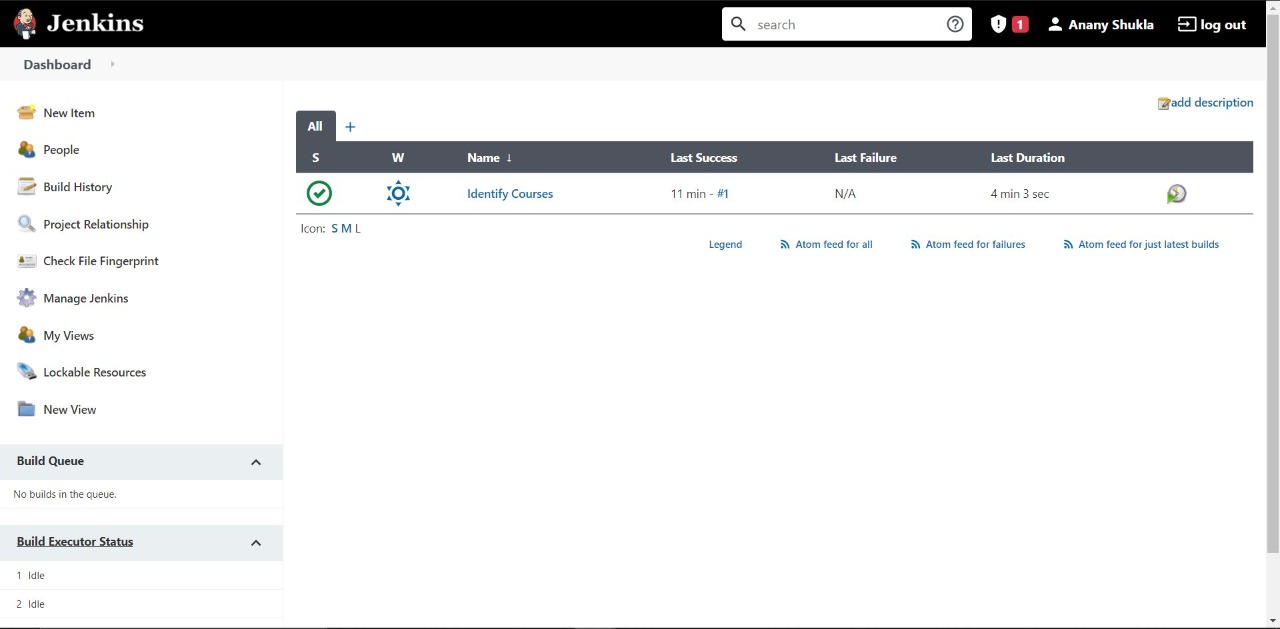 Jenkins
search
1
Anany Shukla
log out
Dashboard
New Item
People
Build History
Project Relationship
Check File Fingerprint
Manage Jenkins
My Views
Lockable Resources
New View
Build Queue
No builds in the queue.
Build Executor Status
1 Idle
2 Idle
add description
All +
S W Name ↓ Last Success Last Failure Last Duration
Identify Courses 11 min - #1 N/A 4 min 3 sec
Icon: S M L
Legend Atom feed for all Atom feed for failures Atom feed for just latest builds